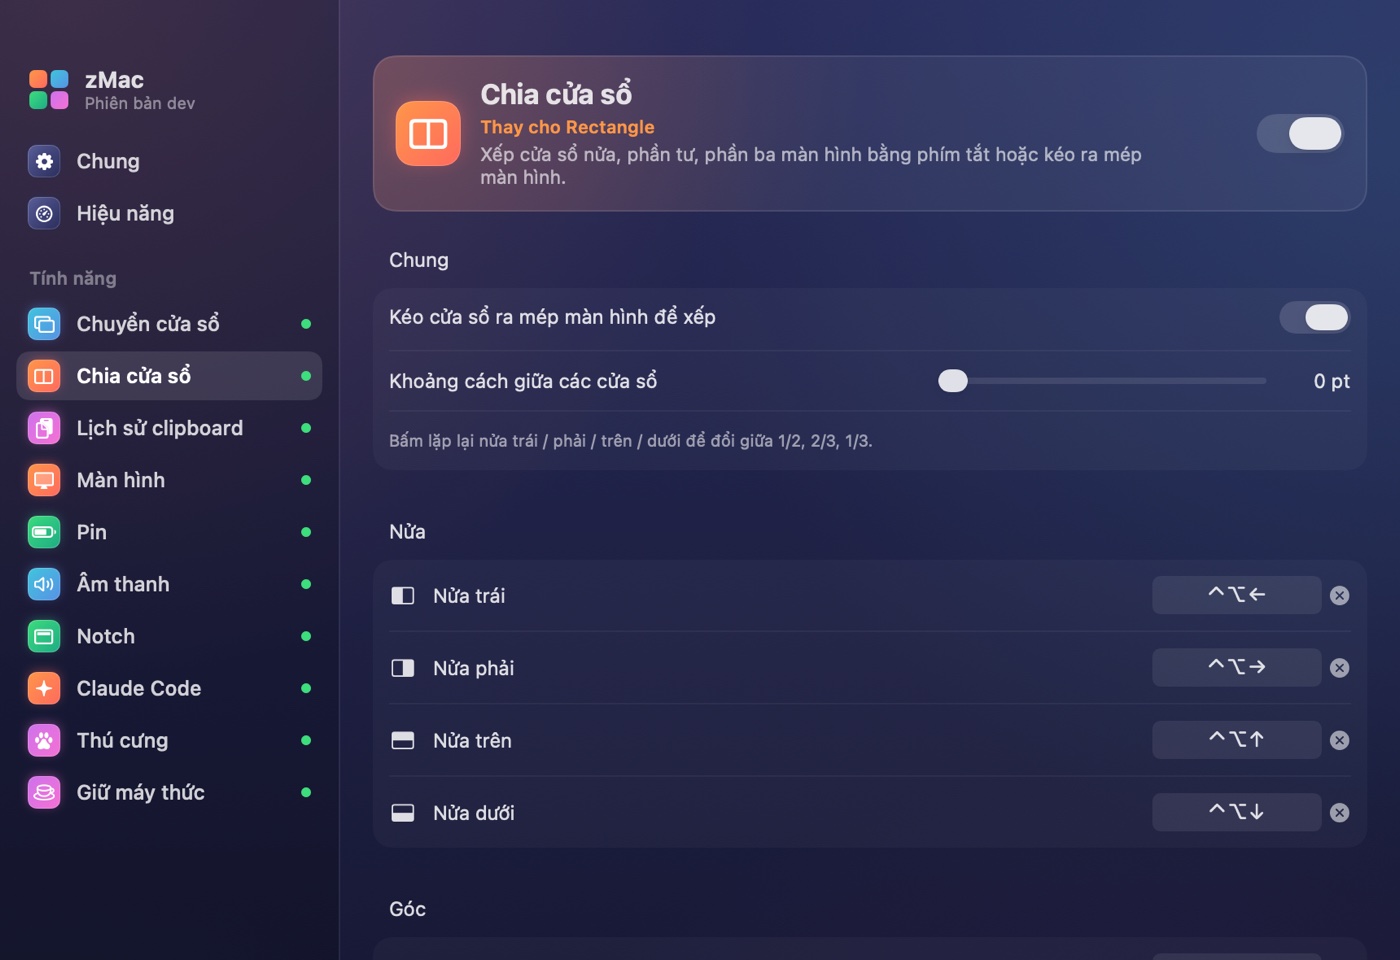 zMac
Phiên bản dev
Chung
Hiệu năng
Tính năng
Chuyển cửa sổ
Chia cửa sổ
Lịch sử clipboard
Màn hình
Pin
Âm thanh
Notch
Claude Code
Thú cưng
Giữ máy thức
Chia cửa sổ
Thay cho Rectangle
Xếp cửa sổ nửa, phần tư, phần ba màn hình bằng phím tắt hoặc kéo ra mép
màn hình.
Chung
Kéo cửa sổ ra mép màn hình để xếp
Khoảng cách giữa các cửa sổ 0 pt
Bấm lặp lại nửa trái / phải / trên / dưới để đổi giữa 1/2, 2/3, 1/3.
Nửa
Nửa trái ^⌥←
Nửa phải ^⌥→
Nửa trên ^⌥↑
Nửa dưới ^⌥↓
Góc